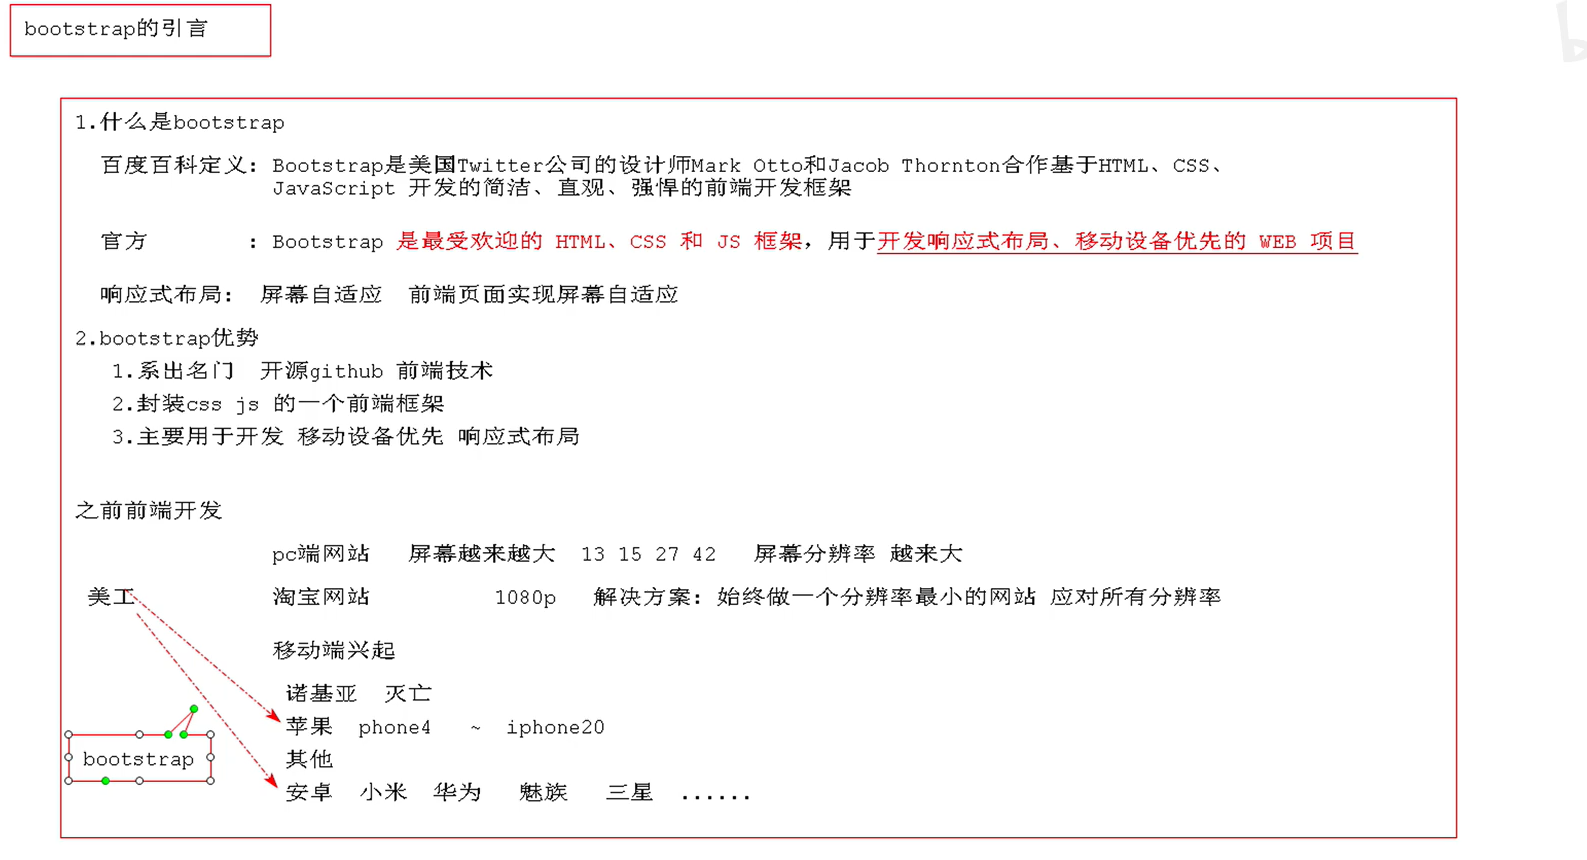 bootstrap的引言
1.什么是bootstrap
百度百科定义: Bootstrap是美国Twitter公司的设计师Mark Otto和Jacob Thornton合作基于HTML、CSS、
JavaScript 开发的简洁、直观、强悍的前端开发框架
官方 : Bootstrap 是最受欢迎的 HTML、CSS 和 JS 框架, 用于开发响应式布局、移动设备优先的 WEB 项目
响应式布局: 屏幕自适应 前端页面实现屏幕自适应
2.bootstrap优势
1.系出名门 开源github 前端技术
2.封装css js 的一个前端框架
3.主要用于开发 移动设备优先 响应式布局
之前前端开发
pc端网站 屏幕越来越大 13 15 27 42 屏幕分辨率 越来大
美工 淘宝网站 1080p 解决方案: 始终做一个分辨率最小的网站 应对所有分辨率
移动端兴起
诺基亚 灭亡
苹果 phone4 ~ iphone20
bootstrap 其他
安卓 小米 华为 魅族 三星 ......